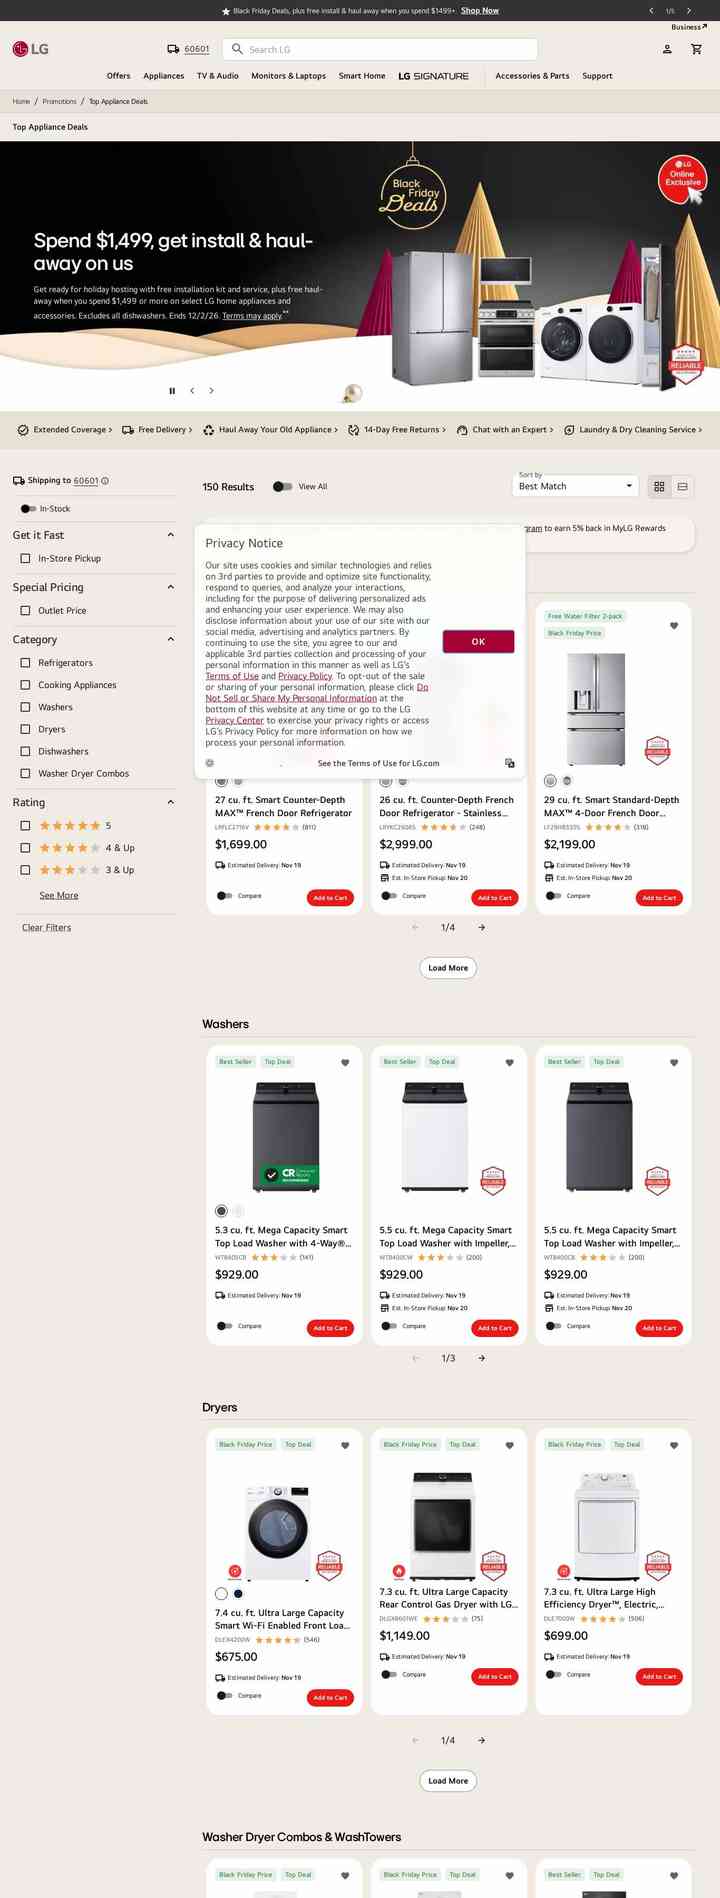 Black Friday Deals, plus free install & haul away when you spend $1499+. Shop Now
1/5
Business
LG
60601
Search LG
Offers
Appliances
TV & Audio
Monitors & Laptops
Smart Home
LG SIGNATURE
Accessories & Parts
Support
Home / Promotions / Top Appliance Deals
Top Appliance Deals
Black
Friday
Deals
LG
Online
Exclusive
Spend $1,499, get install & haul-
away on us
Get ready for holiday hosting with free installation kit and service, plus free haul-
away when you spend $1,499 or more on select LG home appliances and
accessories. Excludes all dishwashers. Ends 12/2/26. Terms may apply.**
RELIABLE
Extended Coverage >
Free Delivery >
Haul Away Your Old Appliance >
14-Day Free Returns >
Chat with an Expert >
Laundry & Dry Cleaning Service >
Shipping to 60601
In-Stock
Get it Fast
In-Store Pickup
Special Pricing
Outlet Price
Category
Refrigerators
Cooking Appliances
Washers
Dryers
Dishwashers
Washer Dryer Combos
Rating
5
4 & Up
3 & Up
See More
Clear Filters
150 Results
View All
Sort by
Best Match
gram to earn 5% back in MyLG Rewards
Privacy Notice
Our site uses cookies and similar technologies and relies
on 3rd parties to provide and optimize site functionality,
respond to queries, and analyze your interactions,
including for the purpose of delivering personalized ads
and enhancing your user experience. We may also
disclose information about your use of our site with our
social media, advertising and analytics partners. By
continuing to use the site, you agree to our and
applicable 3rd parties collection and processing of your
personal information in this manner as well as LG's
Terms of Use and Privacy Policy. To opt-out of the sale
or sharing of your personal information, please click Do
Not Sell or Share My Personal Information at the
bottom of this website at any time or go to the LG
Privacy Center to exercise your privacy rights or access
LG's Privacy Policy for more information on how we
process your personal information.
OK
See the Terms of Use for LG.com
Free Water Filter 2-pack
Black Friday Price
RELIABLE
27 cu. ft. Smart Counter-Depth
MAX™ French Door Refrigerator
LRFLC2716V
(811)
$1,699.00
Estimated Delivery: Nov 19
Compare
Add to Cart
26 cu. ft. Counter-Depth French
Door Refrigerator - Stainless...
LRYKC2606S
(248)
$2,999.00
Estimated Delivery: Nov 19
Est. In-Store Pickup: Nov 20
Compare
Add to Cart
29 cu. ft. Smart Standard-Depth
MAX™ 4-Door French Door...
LF29H8330S
(318)
$2,199.00
Estimated Delivery: Nov 19
Est. In-Store Pickup: Nov 20
Compare
Add to Cart
1/4
Load More
Washers
Best Seller
Top Deal
CR Consumer Reports
RECOMMENDED
5.3 cu. ft. Mega Capacity Smart
Top Load Washer with 4-Way®...
WT8405CB
(141)
$929.00
Estimated Delivery: Nov 19
Compare
Add to Cart
Best Seller
Top Deal
RELIABLE
5.5 cu. ft. Mega Capacity Smart
Top Load Washer with Impeller,...
WT8400CW
(200)
$929.00
Estimated Delivery: Nov 19
Est. In-Store Pickup: Nov 20
Compare
Add to Cart
Best Seller
Top Deal
RELIABLE
5.5 cu. ft. Mega Capacity Smart
Top Load Washer with Impeller,...
WT8400CB
(200)
$929.00
Estimated Delivery: Nov 19
Est. In-Store Pickup: Nov 20
Compare
Add to Cart
1/3
Dryers
Black Friday Price
Top Deal
RELIABLE
7.4 cu. ft. Ultra Large Capacity
Smart Wi-Fi Enabled Front Loa...
DLEX4200W
(546)
$675.00
Estimated Delivery: Nov 19
Compare
Add to Cart
Black Friday Price
Top Deal
RELIABLE
7.3 cu. ft. Ultra Large Capacity
Rear Control Gas Dryer with LG...
DLGX8601WE
(75)
$1,149.00
Estimated Delivery: Nov 19
Compare
Add to Cart
Black Friday Price
Top Deal
RELIABLE
7.3 cu. ft. Ultra Large High
Efficiency Dryer™, Electric,...
DLE7000W
(506)
$699.00
Estimated Delivery: Nov 19
Compare
Add to Cart
1/4
Load More
Washer Dryer Combos & WashTowers
Black Friday Price
Top Deal
Black Friday Price
Top Deal
Best Seller
Top Deal